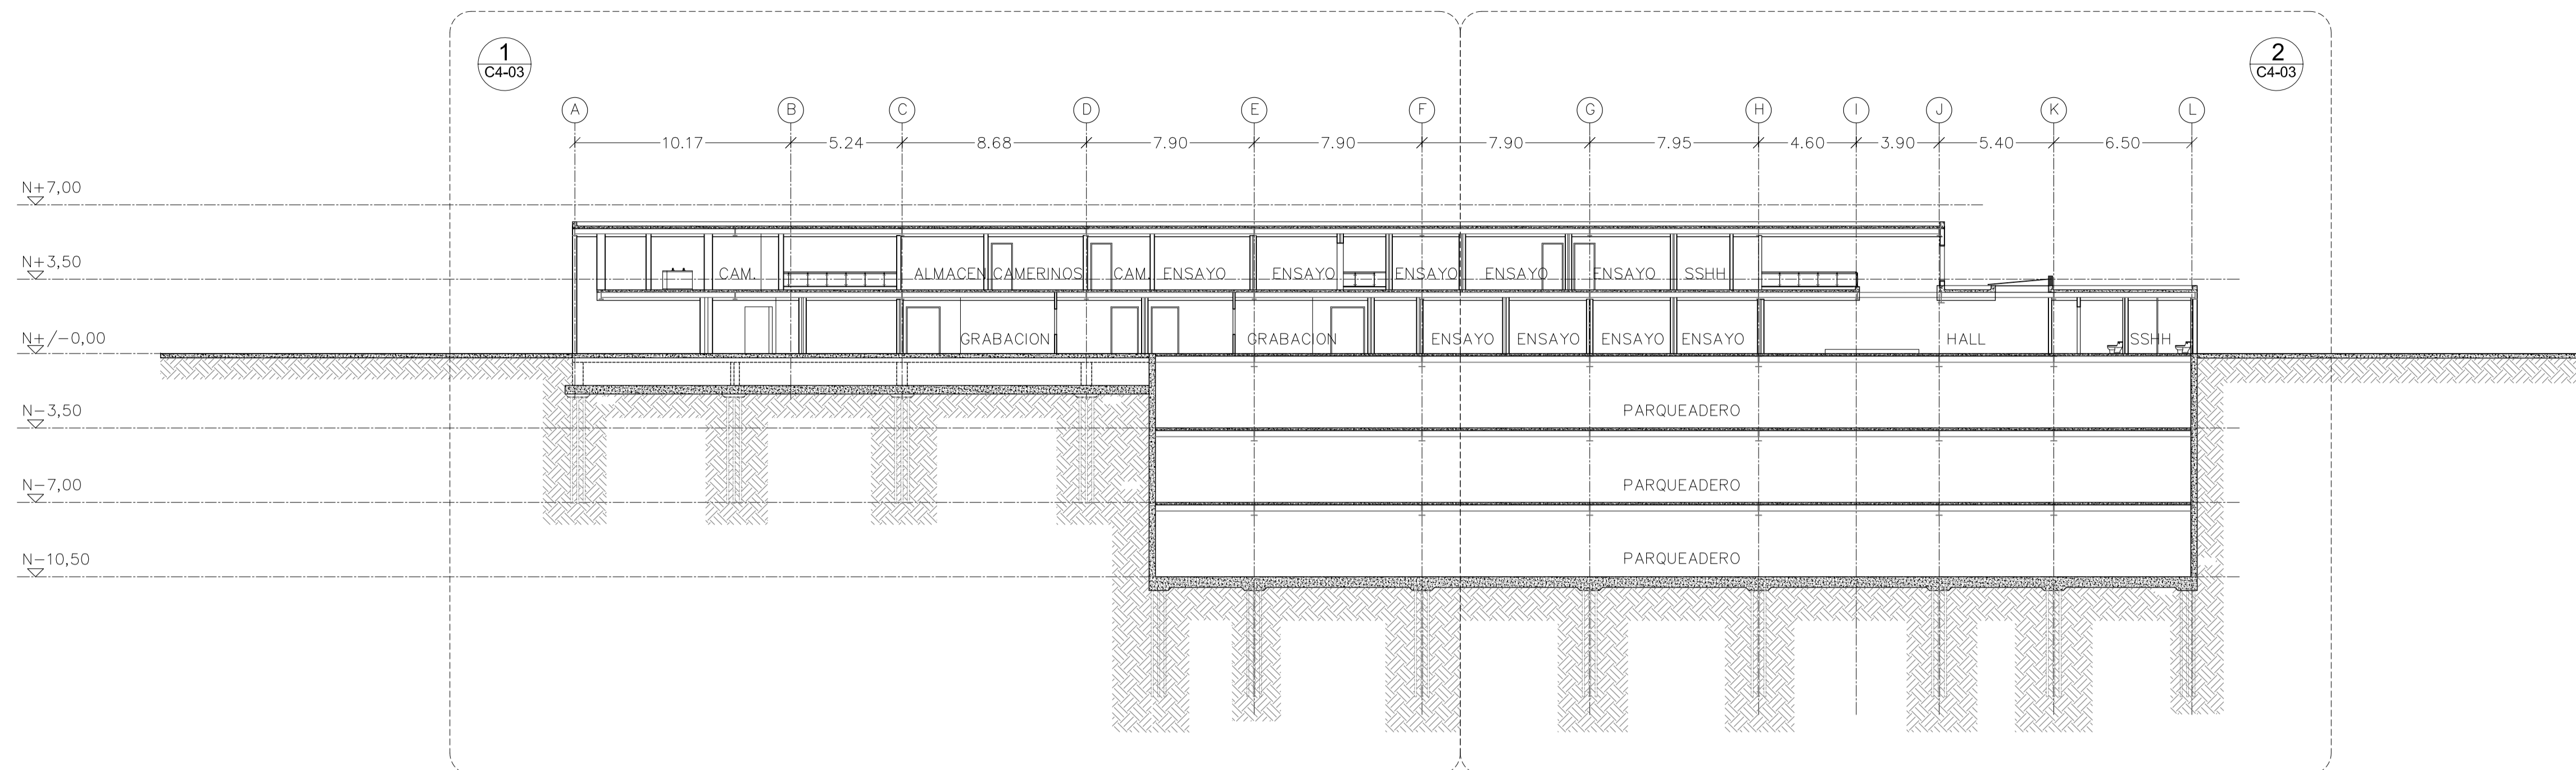 1
C4-03
2
C4-03
A B C D E F G H I J K L
10.17 5.24 8.68 7.90 7.90 7.90 7.95 4.60 3.90 5.40 6.50
N+7,00
N+3,50
CAM. ALMACEN CAMERINOS CAM. ENSAYO ENSAYO ENSAYO ENSAYO ENSAYO SSHH
N+/-0,00
GRABACION GRABACION ENSAYO ENSAYO ENSAYO ENSAYO HALL SSHH
N-3,50
PARQUEADERO
N-7,00
PARQUEADERO
N-10,50
PARQUEADERO